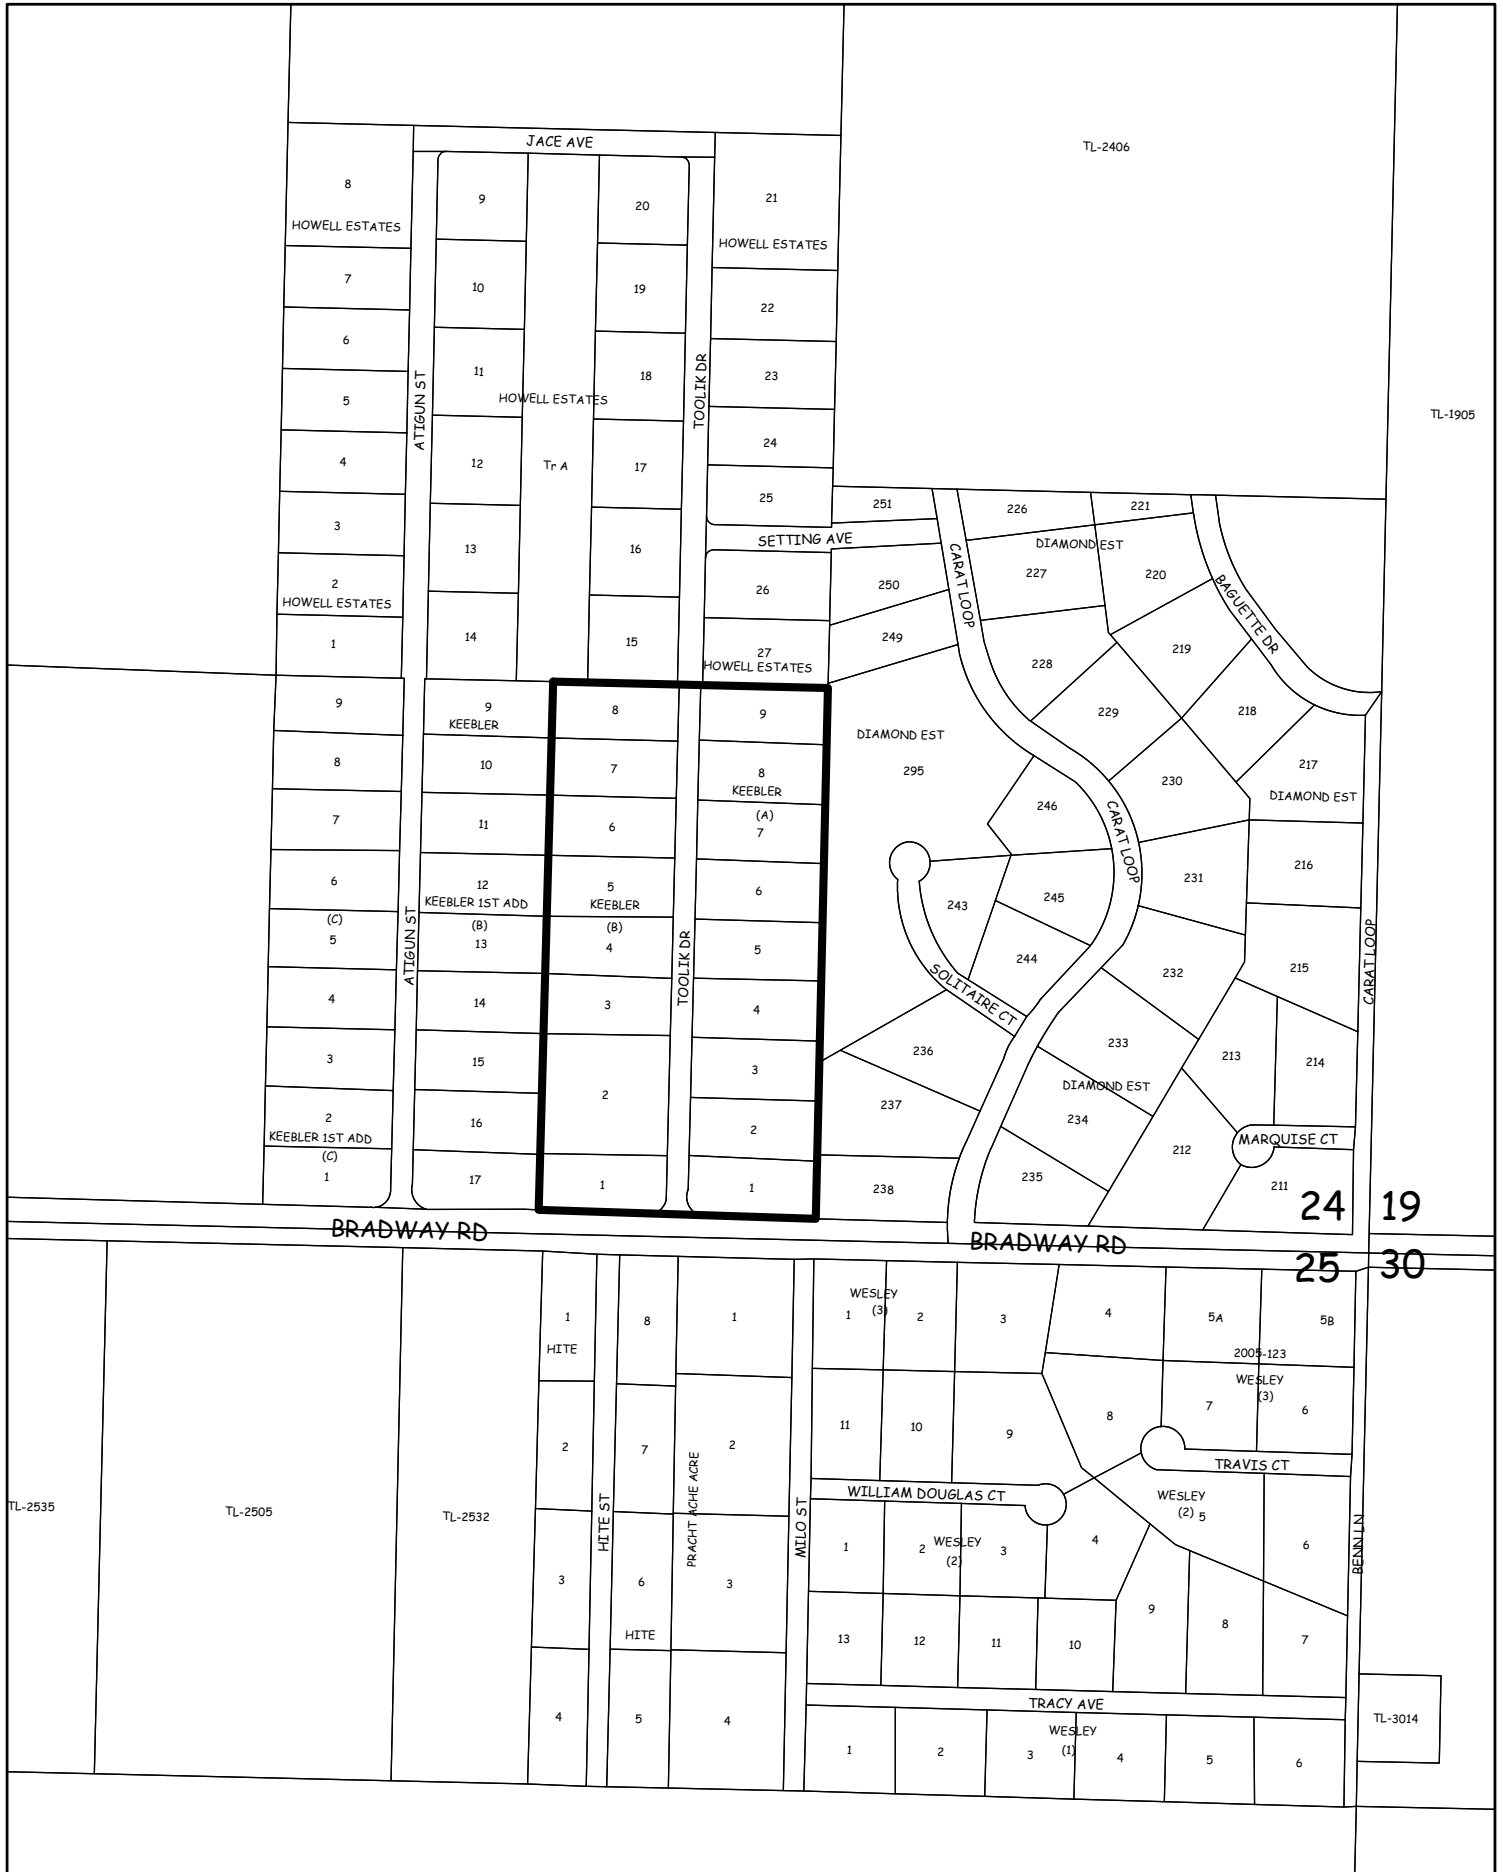 JACE AVE
TL-2406
8
9
20
21
HOWELL ESTATES
HOWELL ESTATES
7
10
19
22
6
11
18
23
ATIGUN ST
TOOLIK DR
5
HOWELL ESTATES
TL-1905
4
12
Tr A
17
24
25
251
226
221
3
13
16
SETTING AVE
CARAT LOOP
DIAMOND EST
2
HOWELL ESTATES
26
250
227
220
BAGUETTE DR
1
14
15
27
HOWELL ESTATES
249
228
219
9
9
KEEBLER
8
9
229
218
DIAMOND EST
295
8
10
7
8
KEEBLER
230
217
DIAMOND EST
7
11
6
(A)
7
246
CARAT LOOP
6
12
KEEBLER 1ST ADD
5
KEEBLER
6
243
245
231
216
(C)
5
ATIGUN ST
(B)
13
(B)
4
TOOLIK DR
5
244
232
215
CARAT LOOP
SOLITAIRE CT
4
14
3
4
3
15
2
3
236
233
213
214
DIAMOND EST
2
KEEBLER 1ST ADD
16
2
237
234
MARQUISE CT
212
(C)
1
17
1
1
238
235
211
24
19
BRADWAY RD
BRADWAY RD
25
30
1
HITE
8
1
WESLEY
(3)
1
2
3
4
5A
5B
2005-123
WESLEY
(3)
2
7
2
11
10
9
8
7
6
TRAVIS CT
TL-2535
TL-2505
TL-2532
HITE ST
PRACHT ACHE ACRE
MILO ST
WILLIAM DOUGLAS CT
WESLEY
(2)
5
BENN LN
3
6
3
1
2
WESLEY
(2)
3
4
6
HITE
13
12
11
10
9
8
7
TRACY AVE
4
5
4
1
2
3
WESLEY
(1)
4
5
6
TL-3014